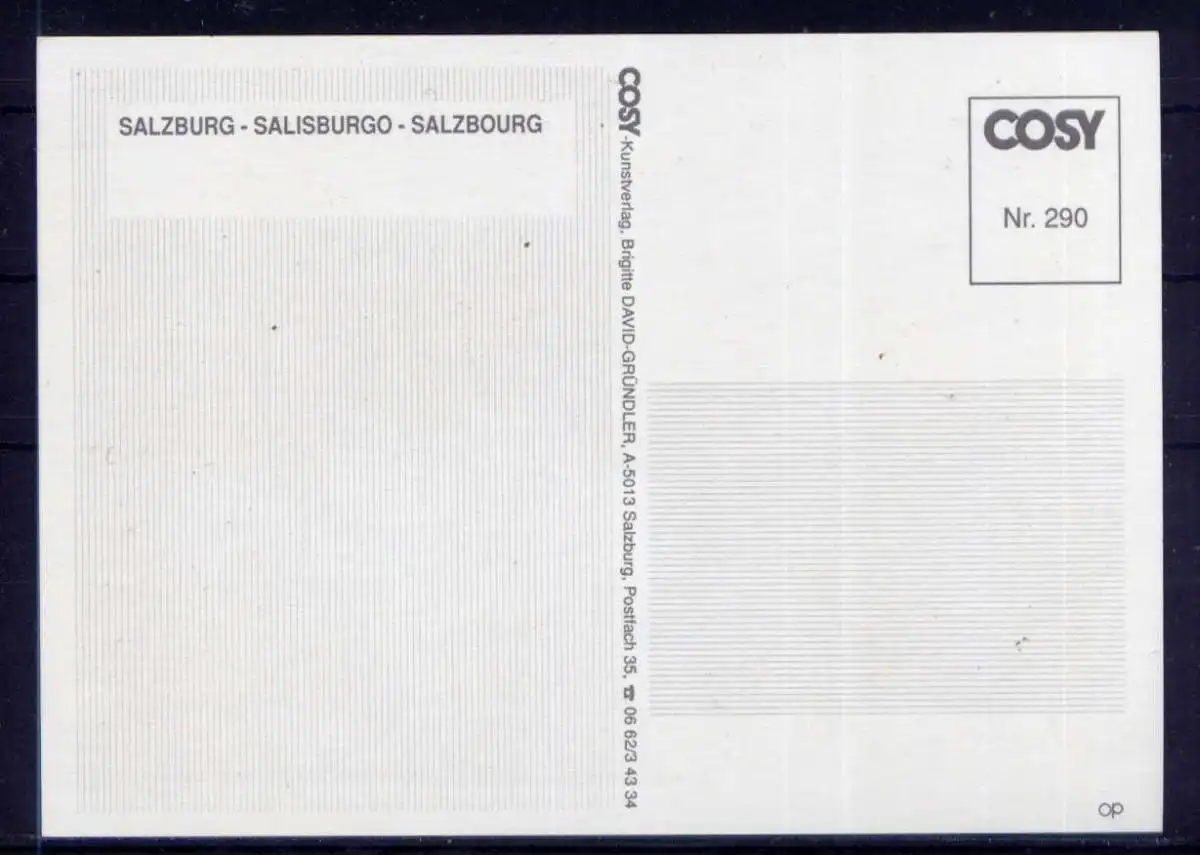 SALZBURG - SALISBURGO - SALZBOURG
COSY-Kunstverlag, Brigitte DAVID-GRÜNDLER, A-5013 Salzburg, Postfach 35, ☎ 06 62/3 43 34
COSY
Nr. 290
op